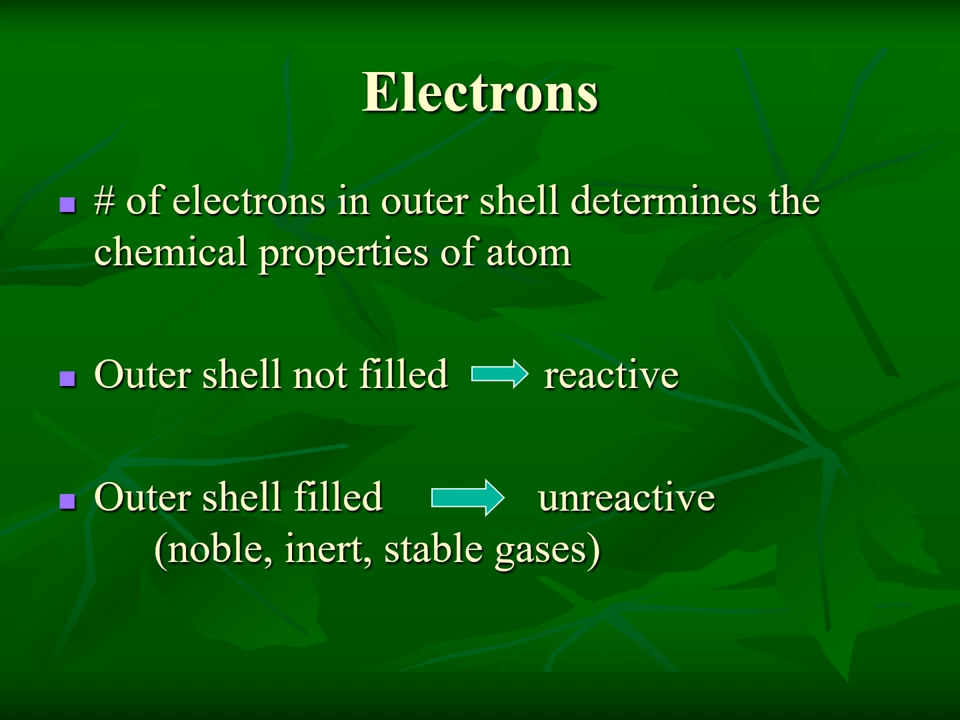 Electrons
# of electrons in outer shell determines the
chemical properties of atom
Outer shell not filled reactive
Outer shell filled unreactive
(noble, inert, stable gases)